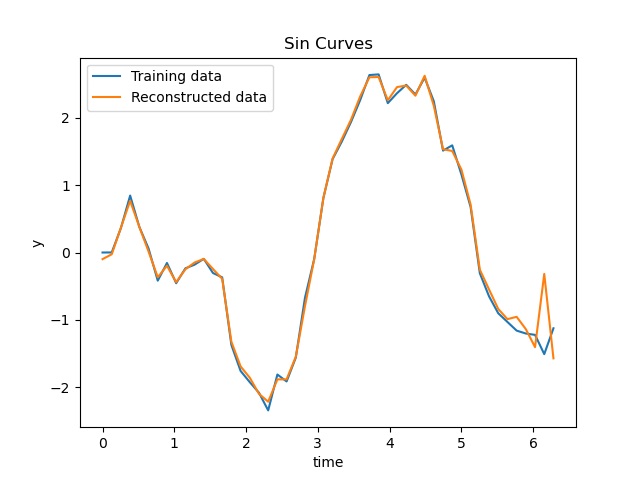 Sin Curves
Training data
Reconstructed data
2
1
0
−1
−2
y
0 1 2 3 4 5 6
time